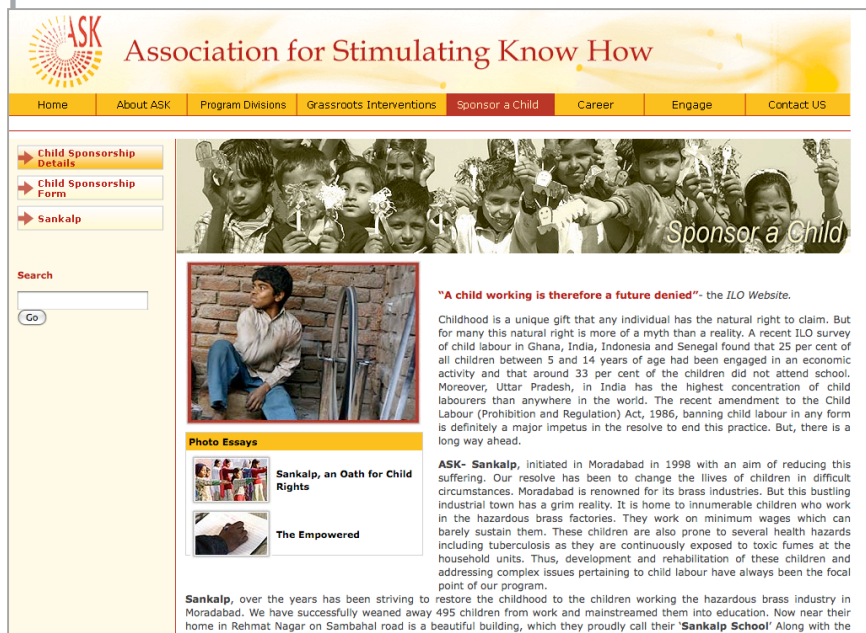 ASK
Association for Stimulating Know How
Home About ASK Program Divisions Grassroots Interventions Sponsor a Child Career Engage Contact US
Child Sponsorship
Details
Child Sponsorship
Form
Sankalp
Search
Go
Sponsor a Child
Photo Essays
Sankalp, an Oath for Child
Rights
The Empowered
"A child working is therefore a future denied"- the ILO Website.
Childhood is a unique gift that any individual has the natural right to claim. But
for many this natural right is more of a myth than a reality. A recent ILO survey
of child labour in Ghana, India, Indonesia and Senegal found that 25 per cent of
all children between 5 and 14 years of age had been engaged in an economic
activity and that around 33 per cent of the children did not attend school.
Moreover, Uttar Pradesh, in India has the highest concentration of child
labourers than anywhere in the world. The recent amendment to the Child
Labour (Prohibition and Regulation) Act, 1986, banning child labour in any form
is definitely a major impetus in the resolve to end this practice. But, there is a
long way ahead.
ASK- Sankalp, initiated in Moradabad in 1998 with an aim of reducing this
suffering. Our resolve has been to change the llives of children in difficult
circumstances. Moradabad is renowned for its brass industries. But this bustling
industrial town has a grim reality. It is home to innumerable children who work
in the hazardous brass factories. They work on minimum wages which can
barely sustain them. These children are also prone to several health hazards
including tuberculosis as they are continuously exposed to toxic fumes at the
household units. Thus, development and rehabilitation of these children and
addressing complex issues pertaining to child labour have always been the focal
point of our program.
Sankalp, over the years has been striving to restore the childhood to the children working the hazardous brass industry in
Moradabad. We have successfully weaned away 495 children from work and mainstreamed them into education. Now near their
home in Rehmat Nagar on Sambahal road is a beautiful building, which they proudly call their 'Sankalp School' Along with the